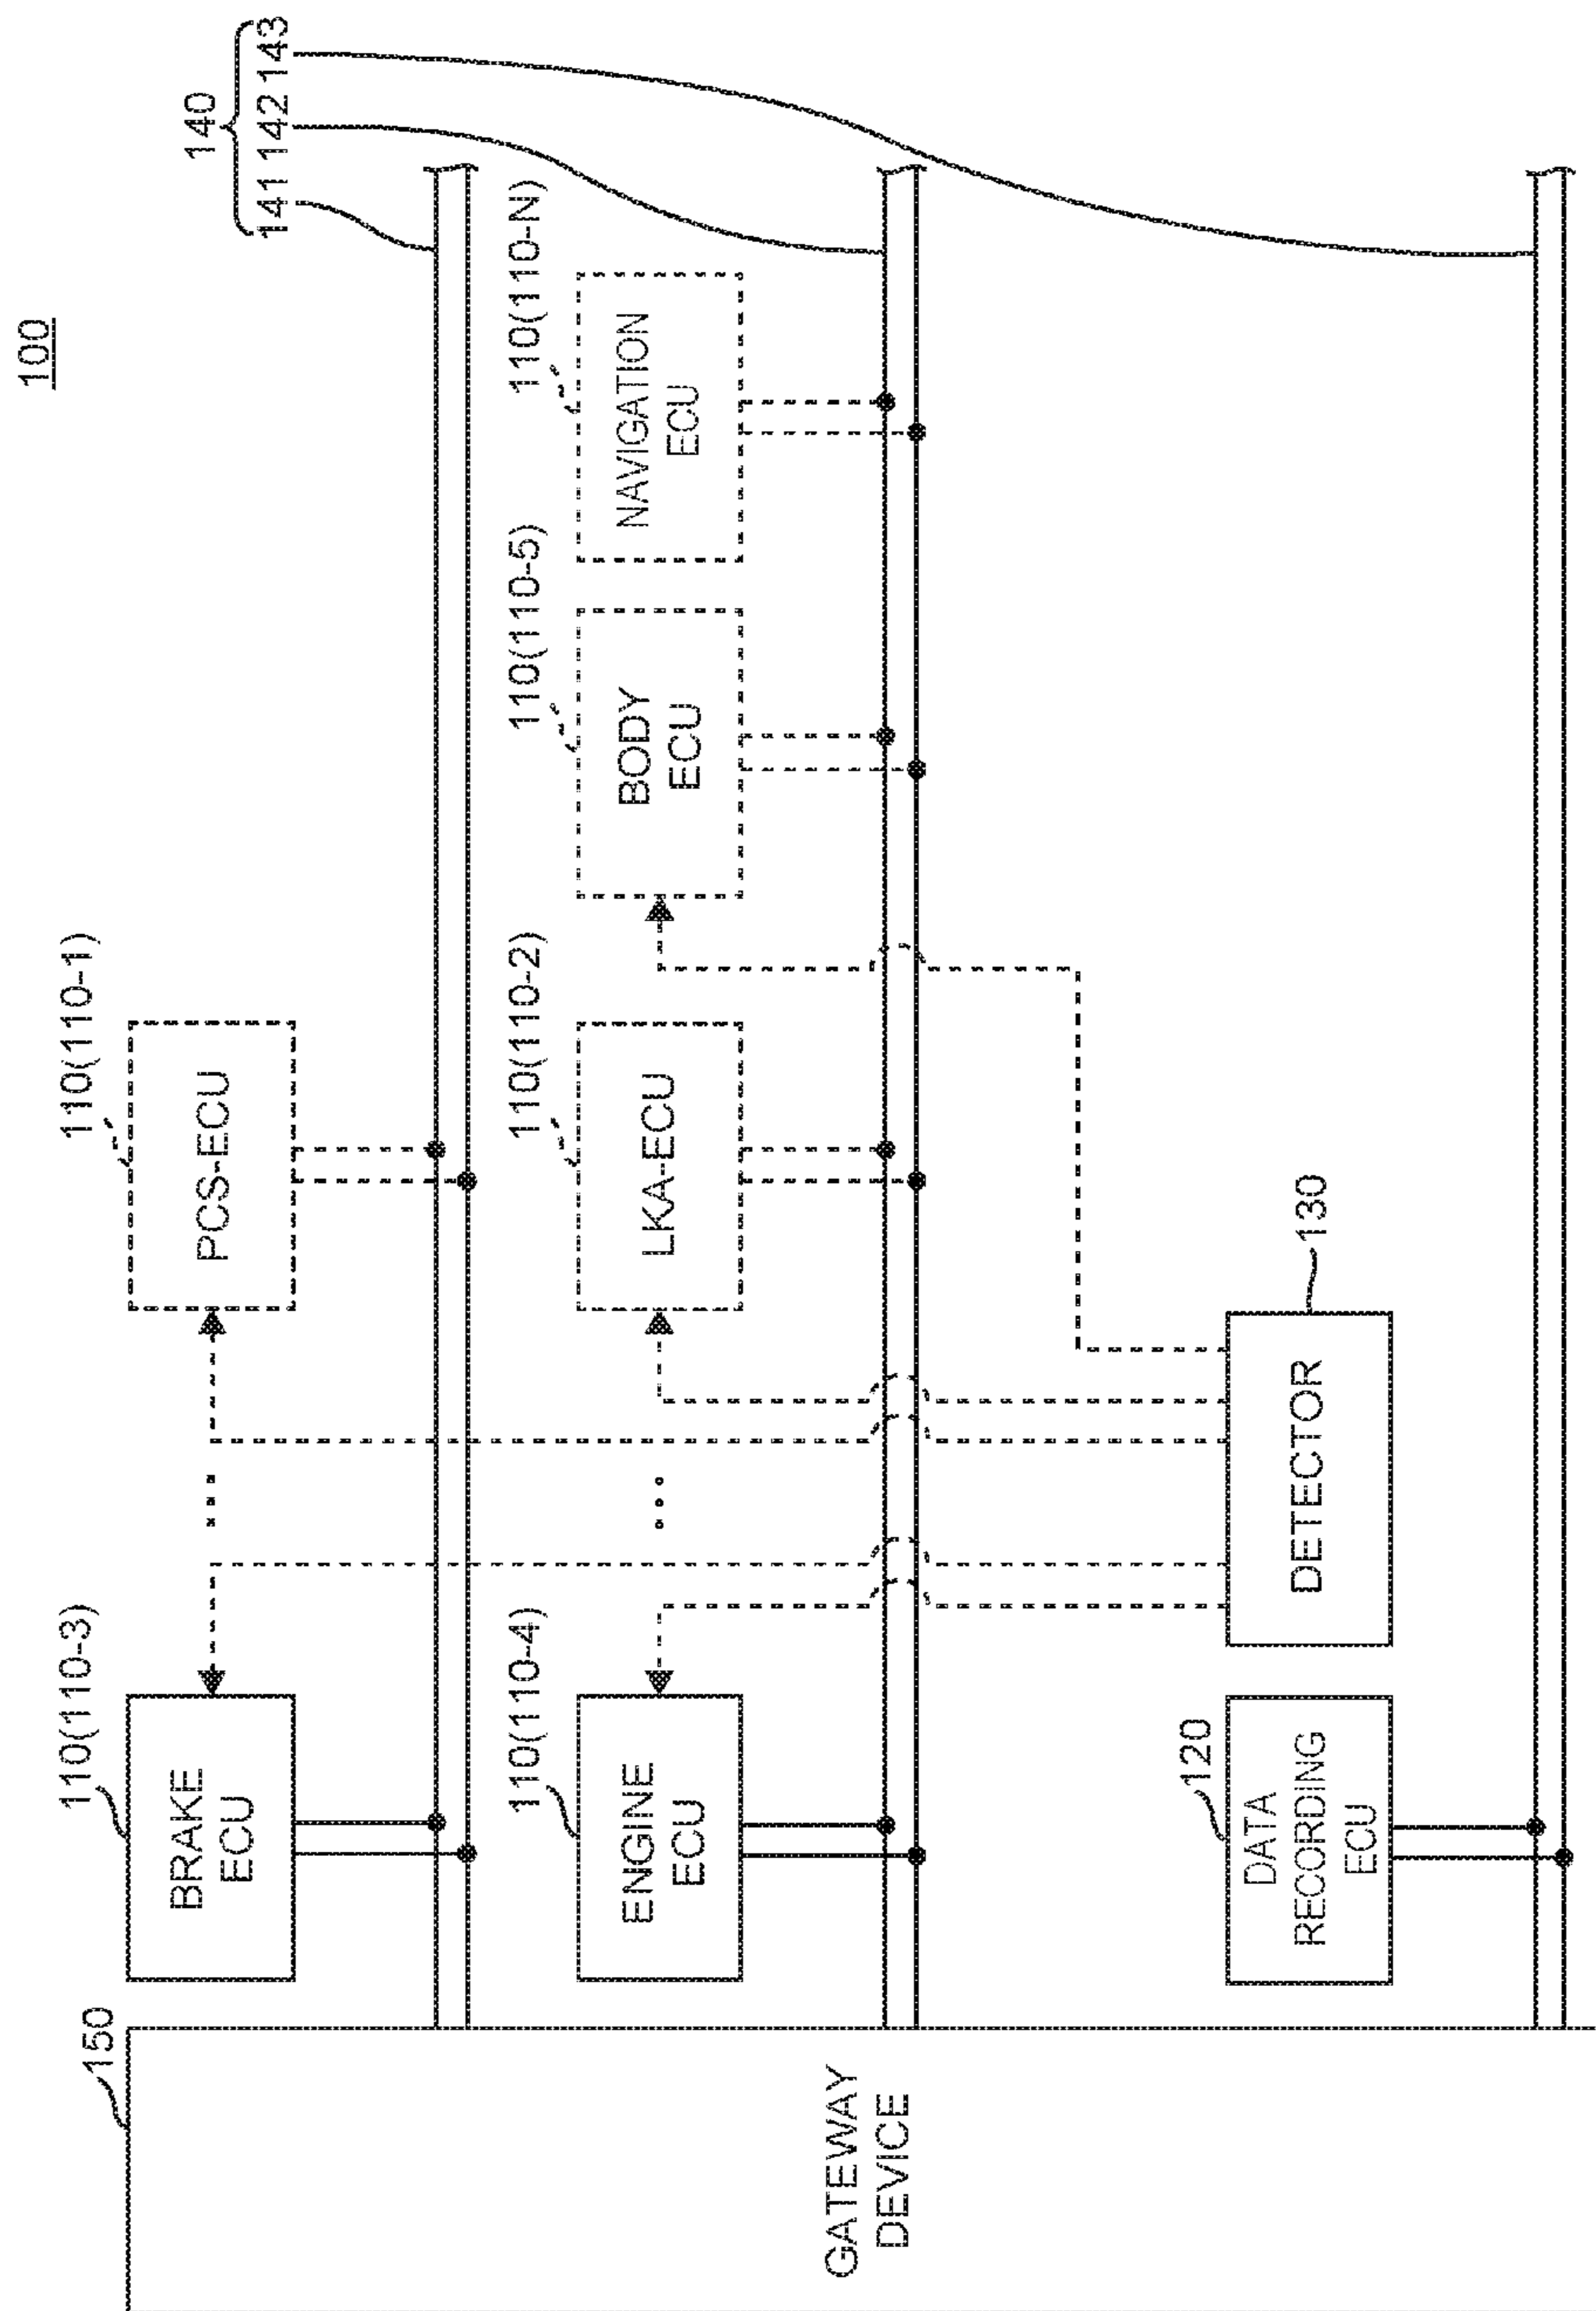 100
140
141 142 143
110(110-3)
BRAKE
ECU
110(110-1)
PCS-ECU
110(110-4)
ENGINE
ECU
110(110-2)
LKA-ECU
110(110-5)
BODY
ECU
110(110-N)
NAVIGATION
ECU
150
GATEWAY
DEVICE
120
DATA
RECORDING
ECU
DETECTOR
130